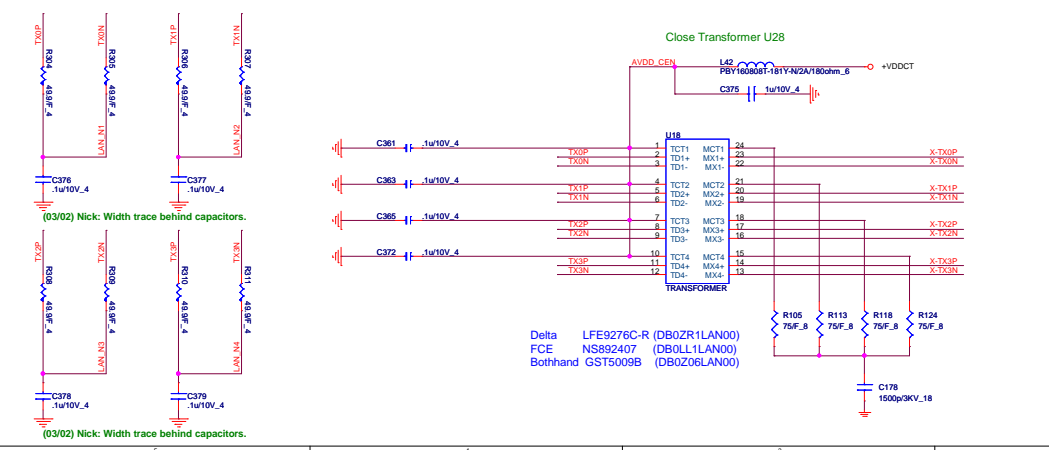 TX0P
TX0N
TX1P
TX1N
R304
49.9/F_4
R305
49.9/F_4
R306
49.9/F_4
R307
49.9/F_4
LAN_N1
LAN_N2
C376
.1u/10V_4
C377
.1u/10V_4
(03/02) Nick: Width trace behind capacitors.
TX2P
TX2N
TX3P
TX3N
R308
49.9/F_4
R309
49.9/F_4
R310
49.9/F_4
R311
49.9/F_4
LAN_N3
LAN_N4
C378
.1u/10V_4
C379
.1u/10V_4
(03/02) Nick: Width trace behind capacitors.
Close Transformer U28
AVDD_CEN
L42
PBY160808T-181Y-N/2A/180ohm_6
+VDDCT
C375
1u/10V_4
U18
C361 .1u/10V_4
1 TCT1 MCT1 24
TX0P 2 TD1+ MX1+ 23 X-TX0P
TX0N 3 TD1- MX1- 22 X-TX0N
C363 .1u/10V_4
4 TCT2 MCT2 21
TX1P 5 TD2+ MX2+ 20 X-TX1P
TX1N 6 TD2- MX2- 19 X-TX1N
C365 .1u/10V_4
7 TCT3 MCT3 18
TX2P 8 TD3+ MX3+ 17 X-TX2P
TX2N 9 TD3- MX3- 16 X-TX2N
C372 .1u/10V_4
10 TCT4 MCT4 15
TX3P 11 TD4+ MX4+ 14 X-TX3P
TX3N 12 TD4- MX4- 13 X-TX3N
TRANSFORMER
R105
75/F_8
R113
75/F_8
R118
75/F_8
R124
75/F_8
Delta LFE9276C-R (DB0ZR1LAN00)
FCE NS892407 (DB0LL1LAN00)
Bothhand GST5009B (DB0Z06LAN00)
C178
1500p/3KV_18